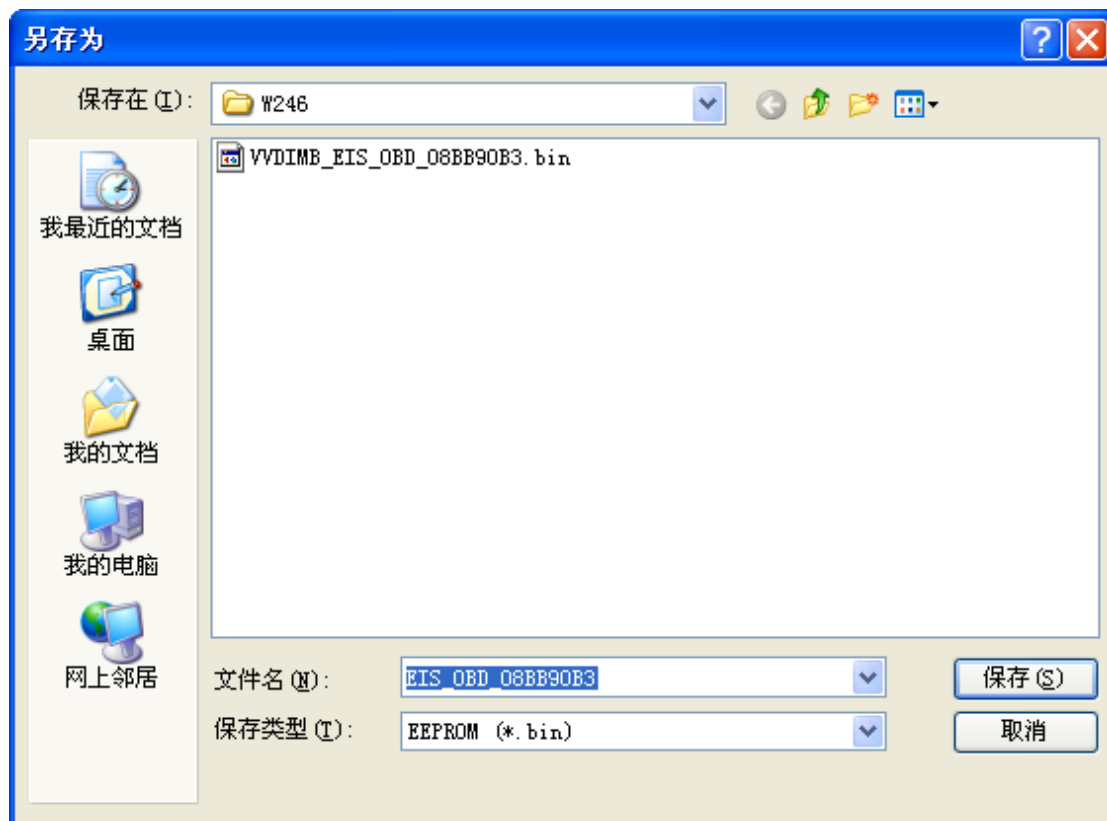 另存为
保存在(I):
W246
VVDIMB_EIS_OBD_08BB90B3.bin
我最近的文档
桌面
我的文档
我的电脑
网上邻居
文件名(N):
EIS_OBD_08BB90B3
保存(S)
保存类型(T):
EEPROM (*.bin)
取消